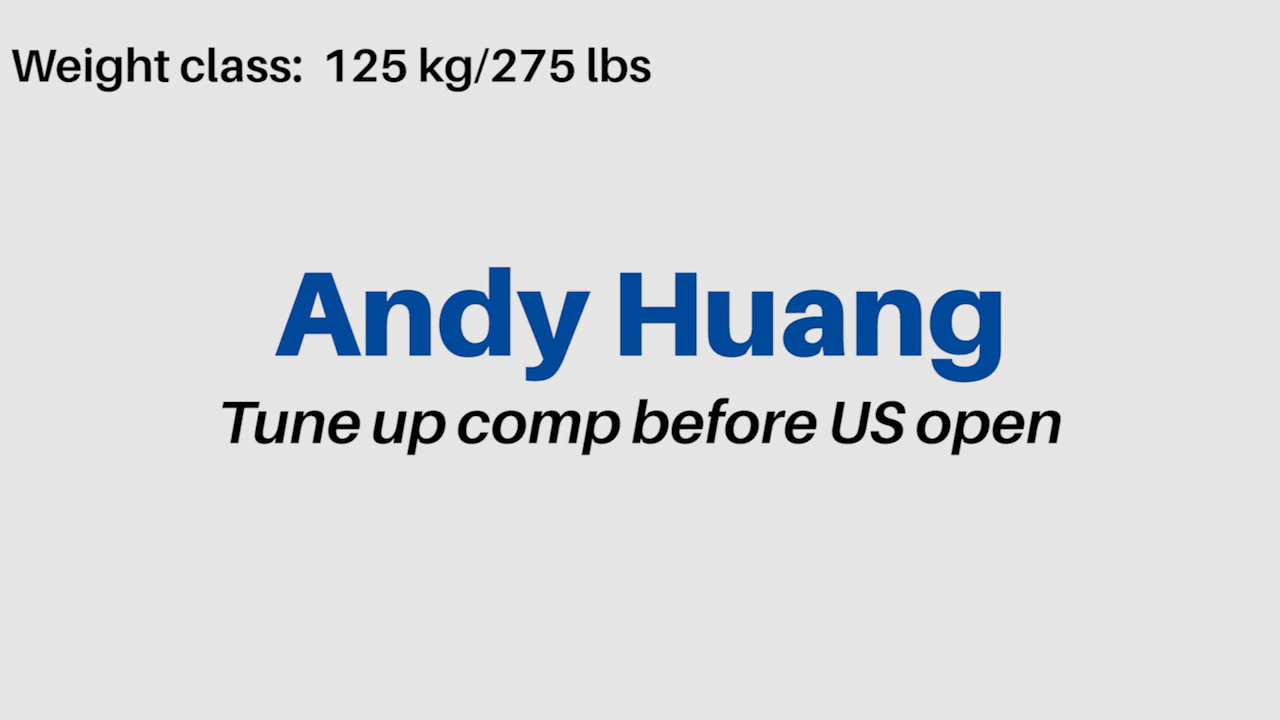 Weight class:  125 kg/275 lbs
Andy Huang
Tune up comp before US open